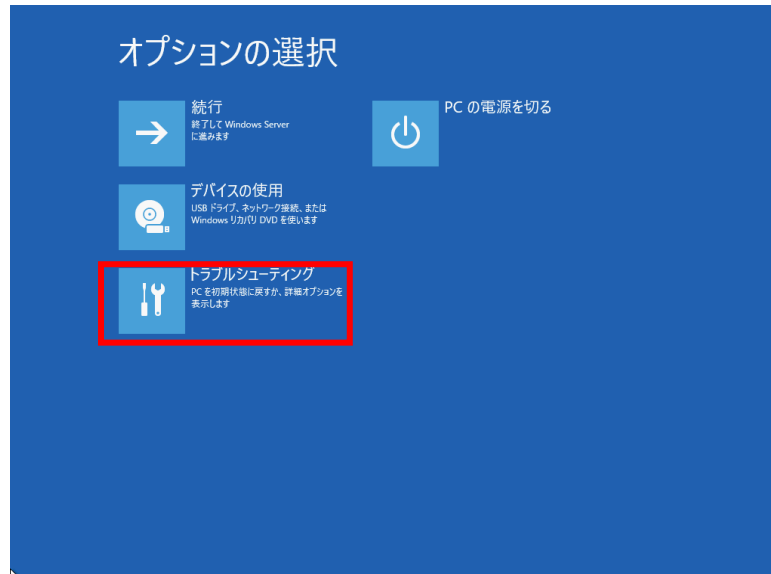 オプションの選択
続行
終了して Windows Server
に進みます
PC の電源を切る
デバイスの使用
USB ドライブ、ネットワーク接続、または
Windows リカバリ DVD を使います
トラブルシューティング
PC を初期状態に戻すか、詳細オプションを
表示します